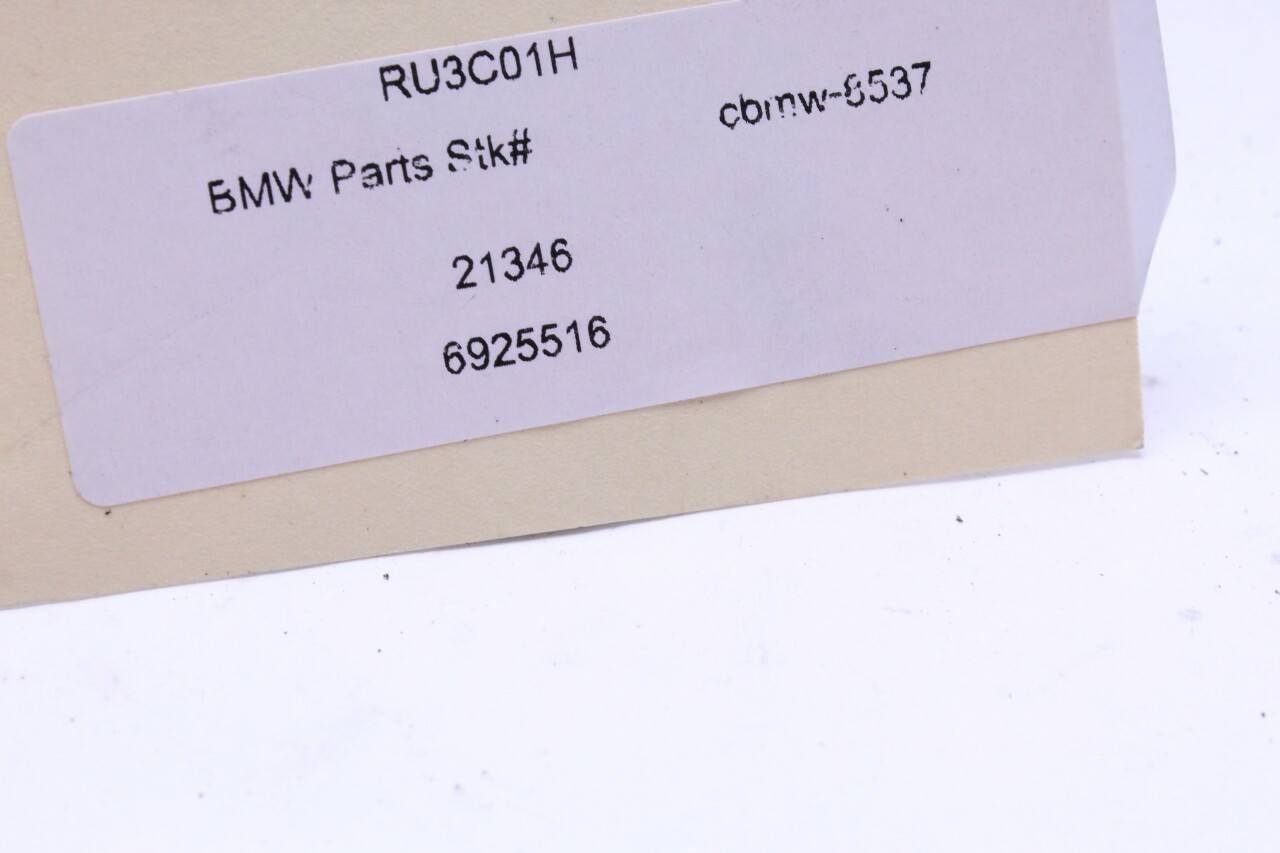 RU3C01H
cbmw-8537
BMW Parts Stk#
21346
6925516